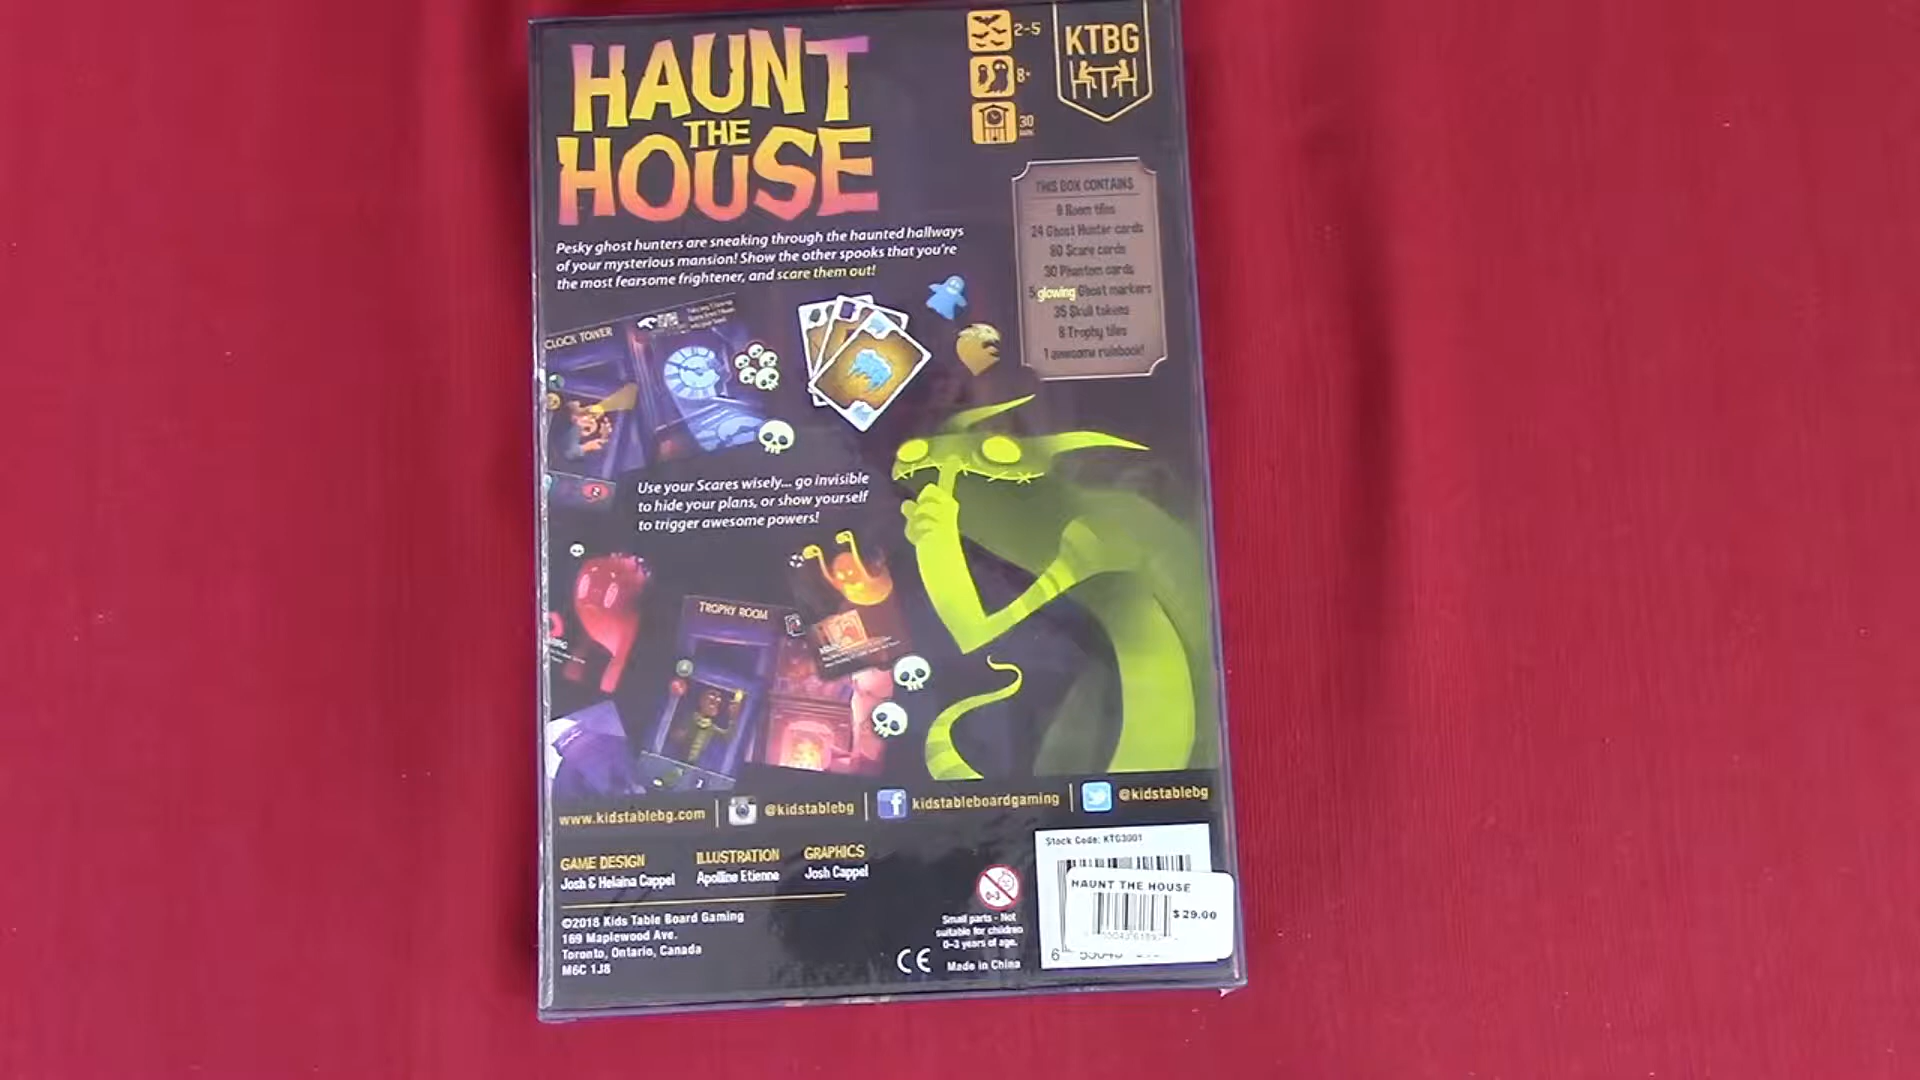 HAUNT
THE
HOUSE
2-5
8+
30
KTBG
Pesky ghost hunters are sneaking through the haunted hallways
of your mysterious mansion! Show the other spooks that you're
the most fearsome frightener, and scare them out!
THIS BOX CONTAINS
9 Room tiles
24 Ghost Hunter cards
80 Scare cards
30 Phantom cards
5 glowing Ghost markers
35 Skull tokens
8 Trophy tiles
1 awesome rulebook!
CLOCK TOWER
2
Use your Scares wisely... go invisible
to hide your plans, or show yourself
to trigger awesome powers!
TROPHY ROOM
www.kidstablebg.com
@kidstablebg
kidstableboardgaming
@kidstablebg
GAME DESIGN
Josh & Helaina Cappel
ILLUSTRATION
Apolline Etienne
GRAPHICS
Josh Cappel
©2018 Kids Table Board Gaming
169 Maplewood Ave.
Toronto, Ontario, Canada
M6C 1J8
Small parts - Not
suitable for children
0-3 years of age.
CE
Made in China
Stock Code: KTG3001
HAUNT THE HOUSE
$29.00